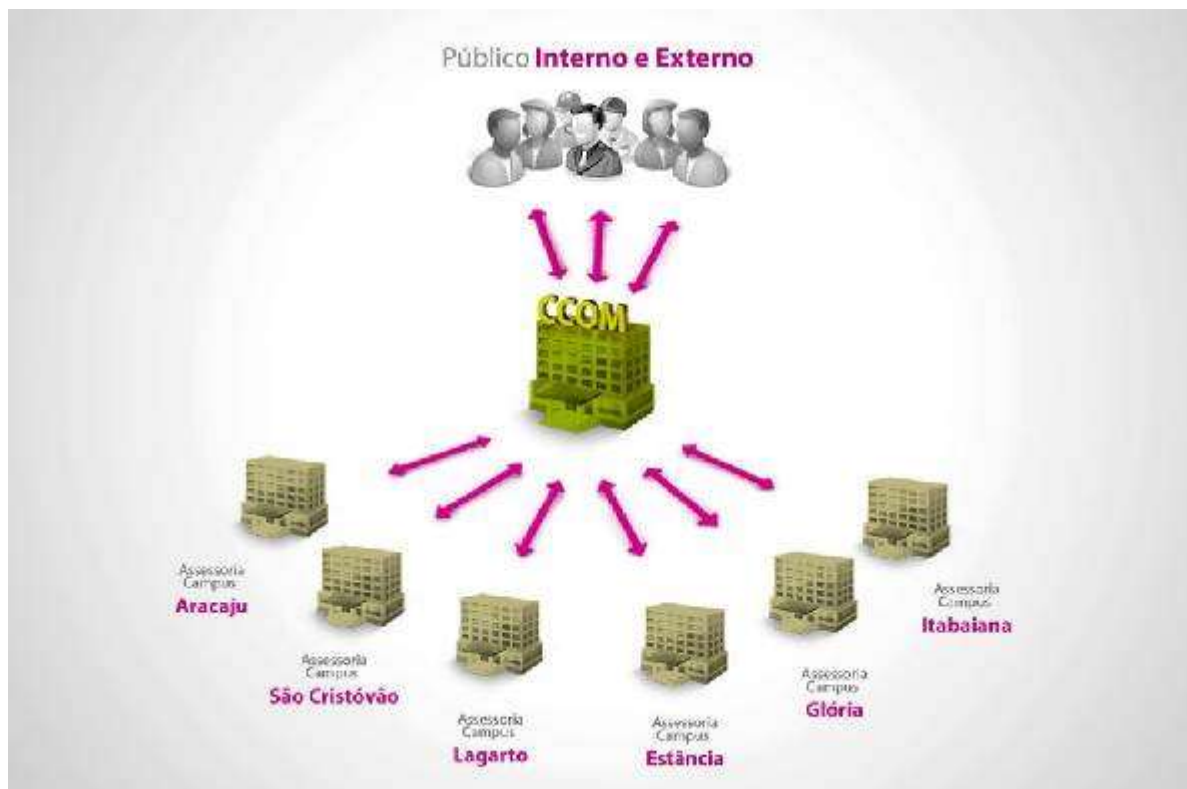 Público Interno e Externo
CCOM
Assessoria
Campus
Aracaju
Assessoria
Campus
São Cristóvão
Assessoria
Campus
Lagarto
Assessoria
Campus
Estância
Assessoria
Campus
Glória
Assessoria
Campus
Itabaiana